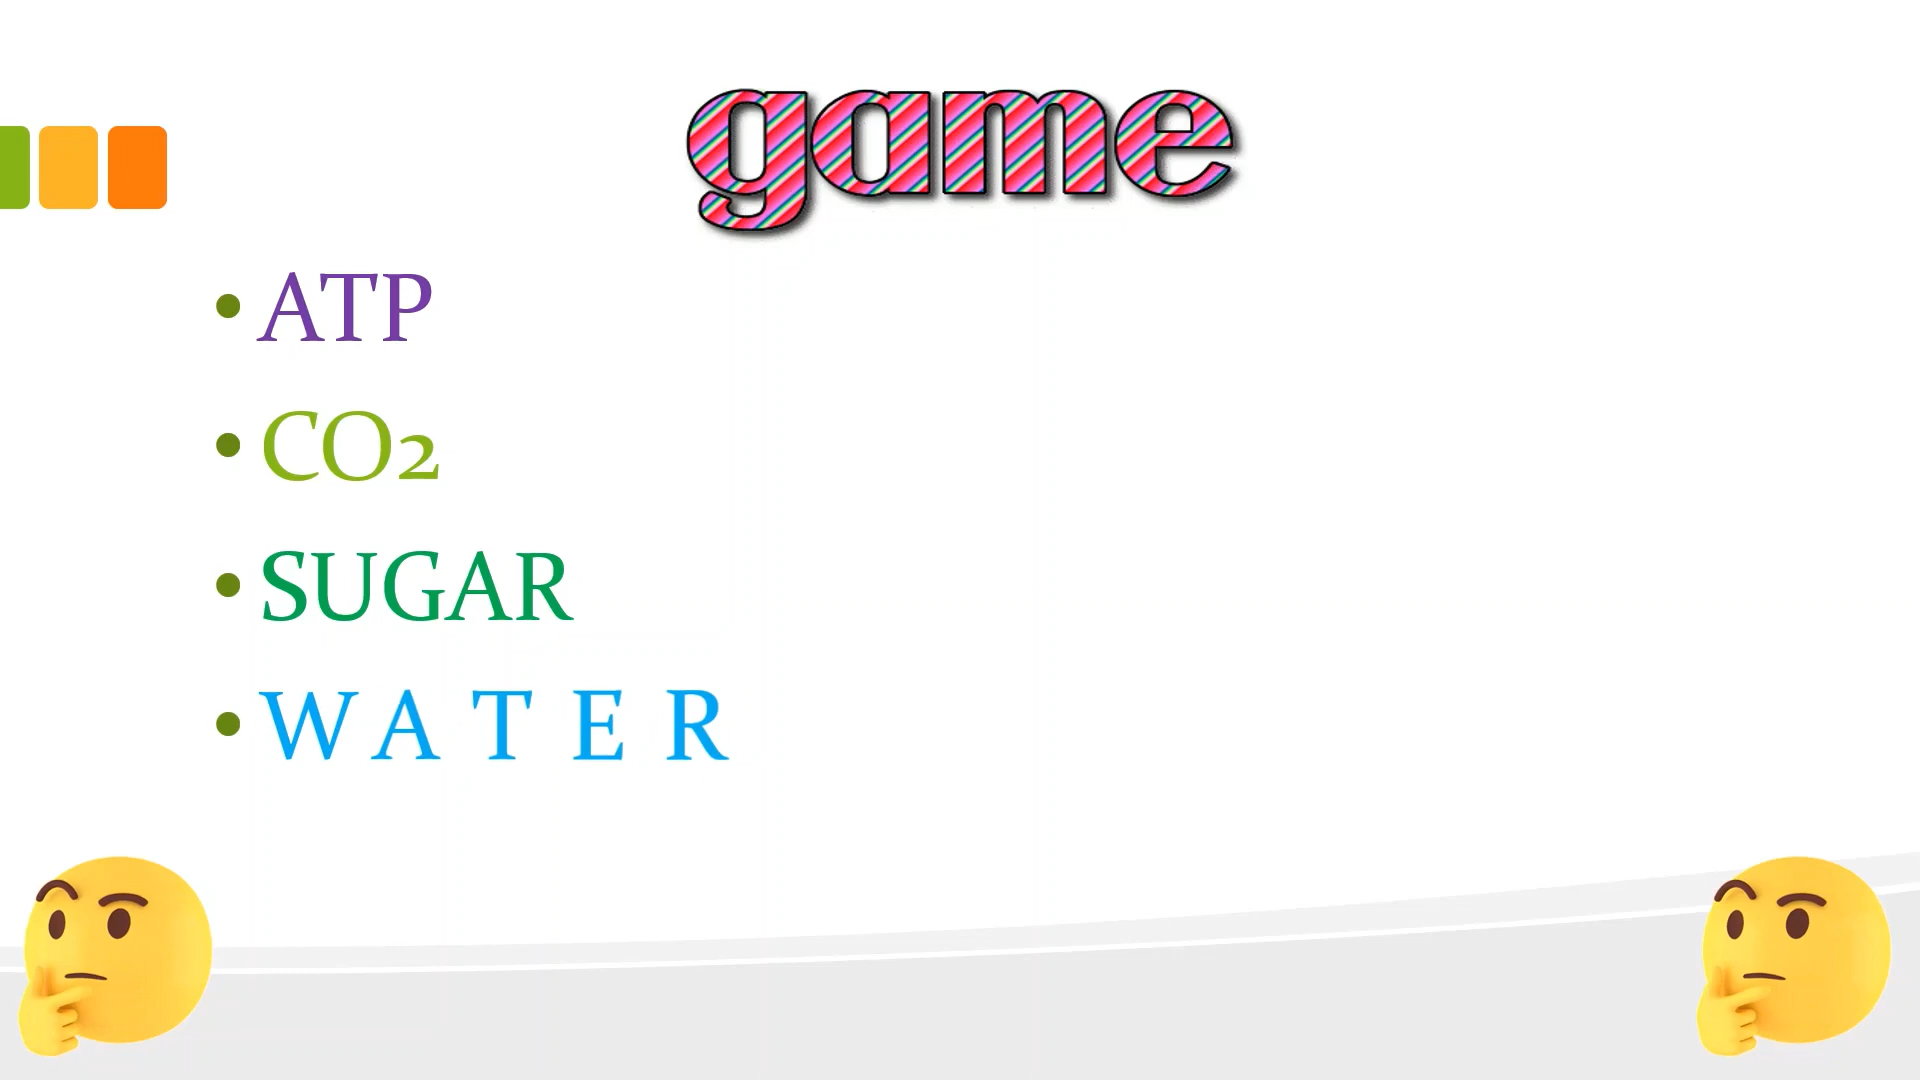 game
• ATP
• CO2
• SUGAR
• W A T E R